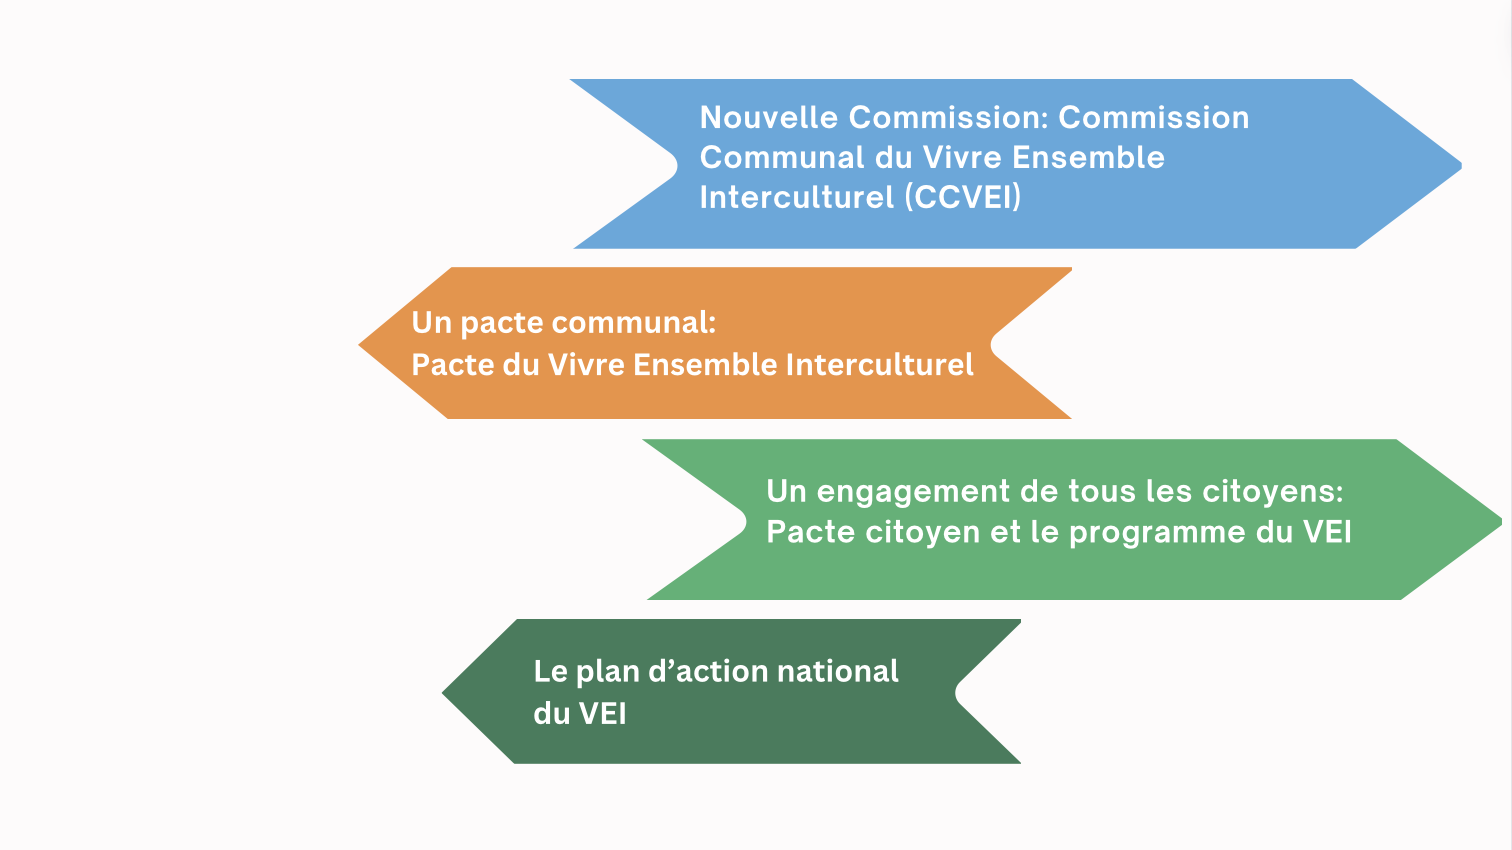 Nouvelle Commission: Commission
Communal du Vivre Ensemble
Interculturel (CCVEI)
Un pacte communal:
Pacte du Vivre Ensemble Interculturel
Un engagement de tous les citoyens:
Pacte citoyen et le programme du VEI
Le plan d’action national
du VEI